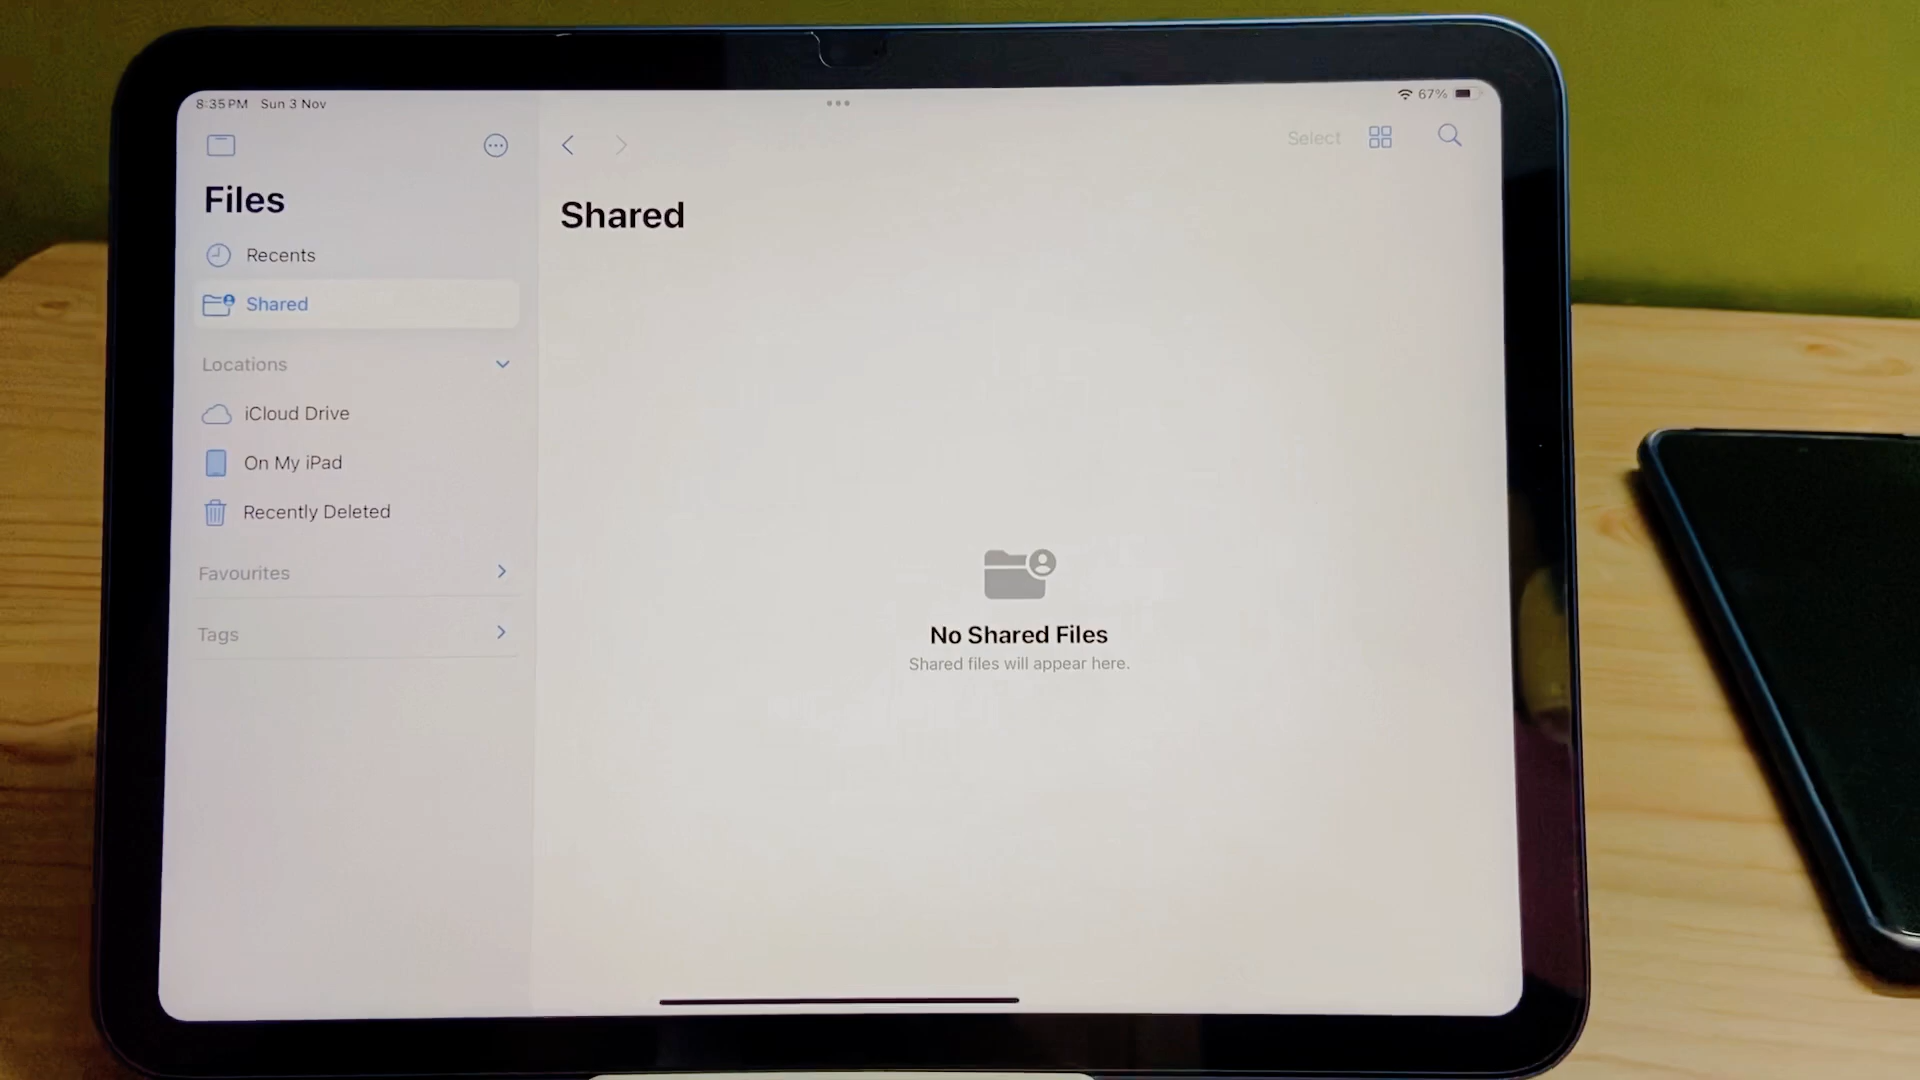 8:35 PM Sun 3 Nov
67%
Files
Recents
Shared
Locations
iCloud Drive
On My iPad
Recently Deleted
Favourites
Tags
Select
Shared
No Shared Files
Shared files will appear here.